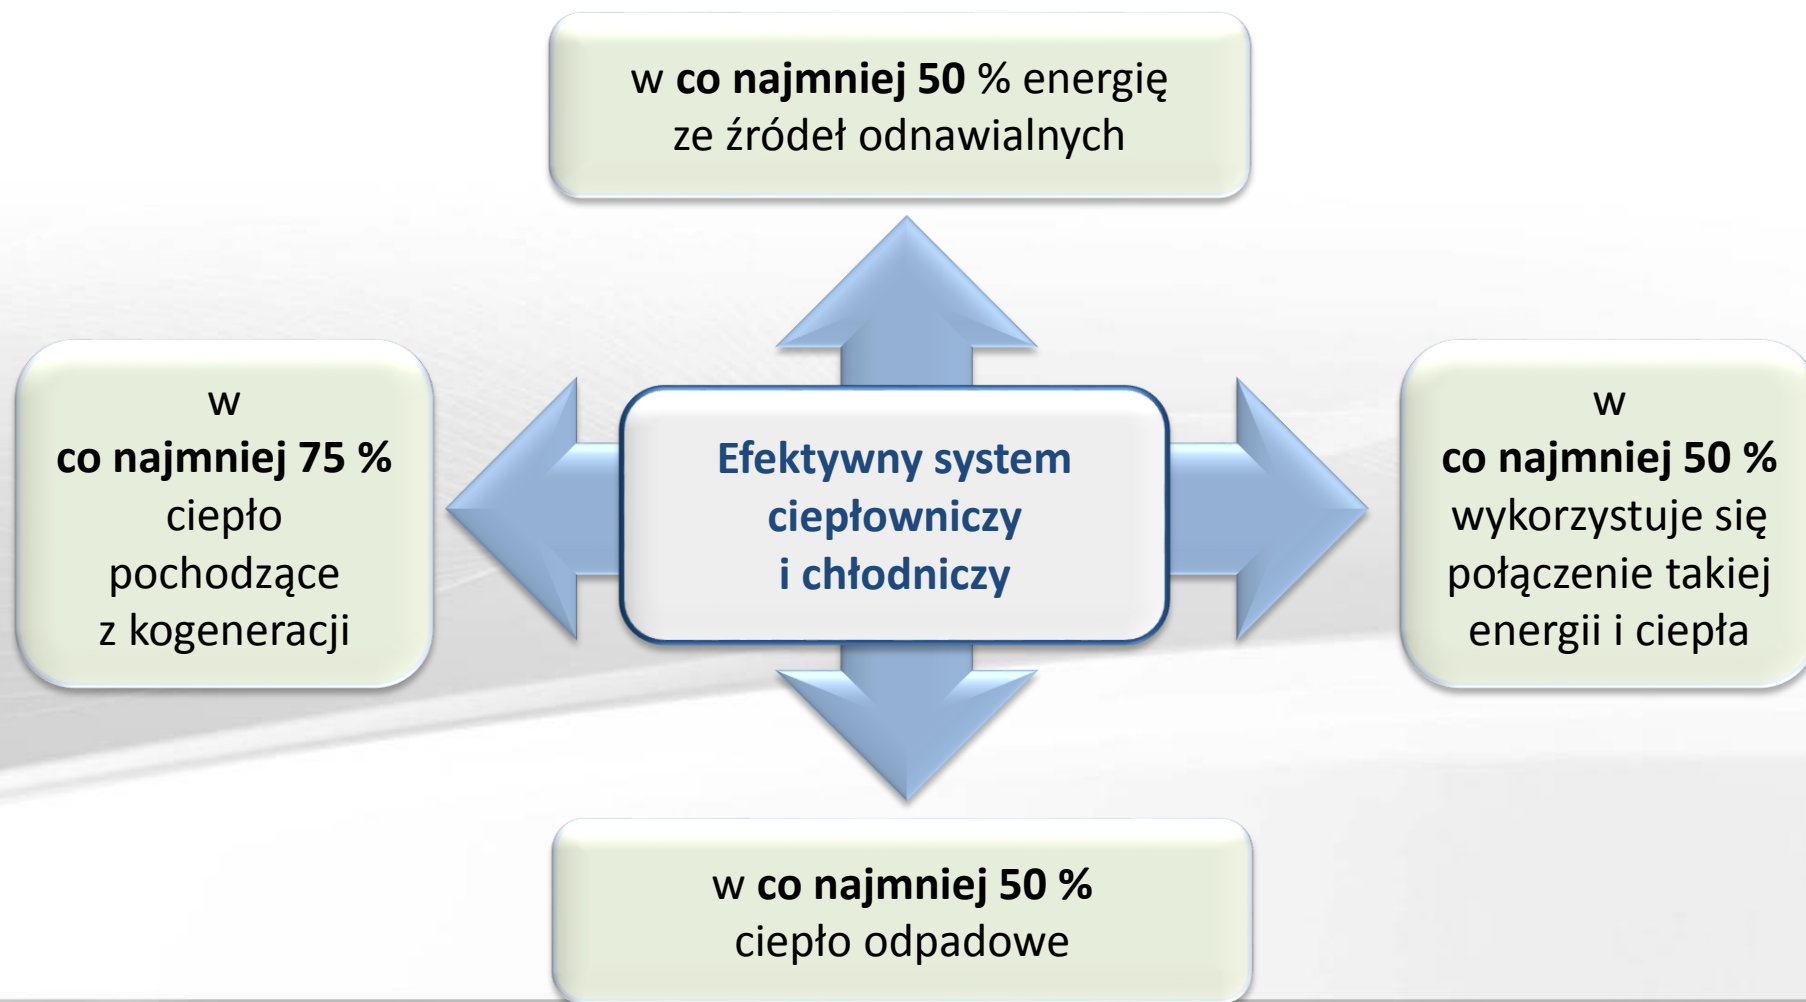 w co najmniej 50 % energię
ze źródeł odnawialnych
w
co najmniej 75 %
ciepło
pochodzące
z kogeneracji
Efektywny system
ciepłowniczy
i chłodniczy
w
co najmniej 50 %
wykorzystuje się
połączenie takiej
energii i ciepła
w co najmniej 50 %
ciepło odpadowe